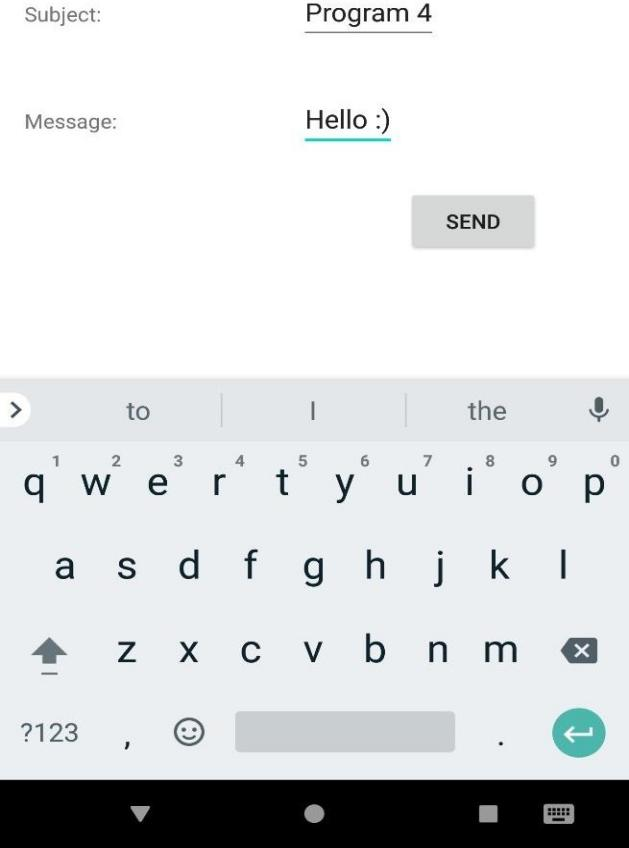 Subject: Program 4
Message: Hello :)
SEND
to I the
1 2 3 4 5 6 7 8 9 0
q w e r t y u i o p
a s d f g h j k l
z x c v b n m
?123 , .